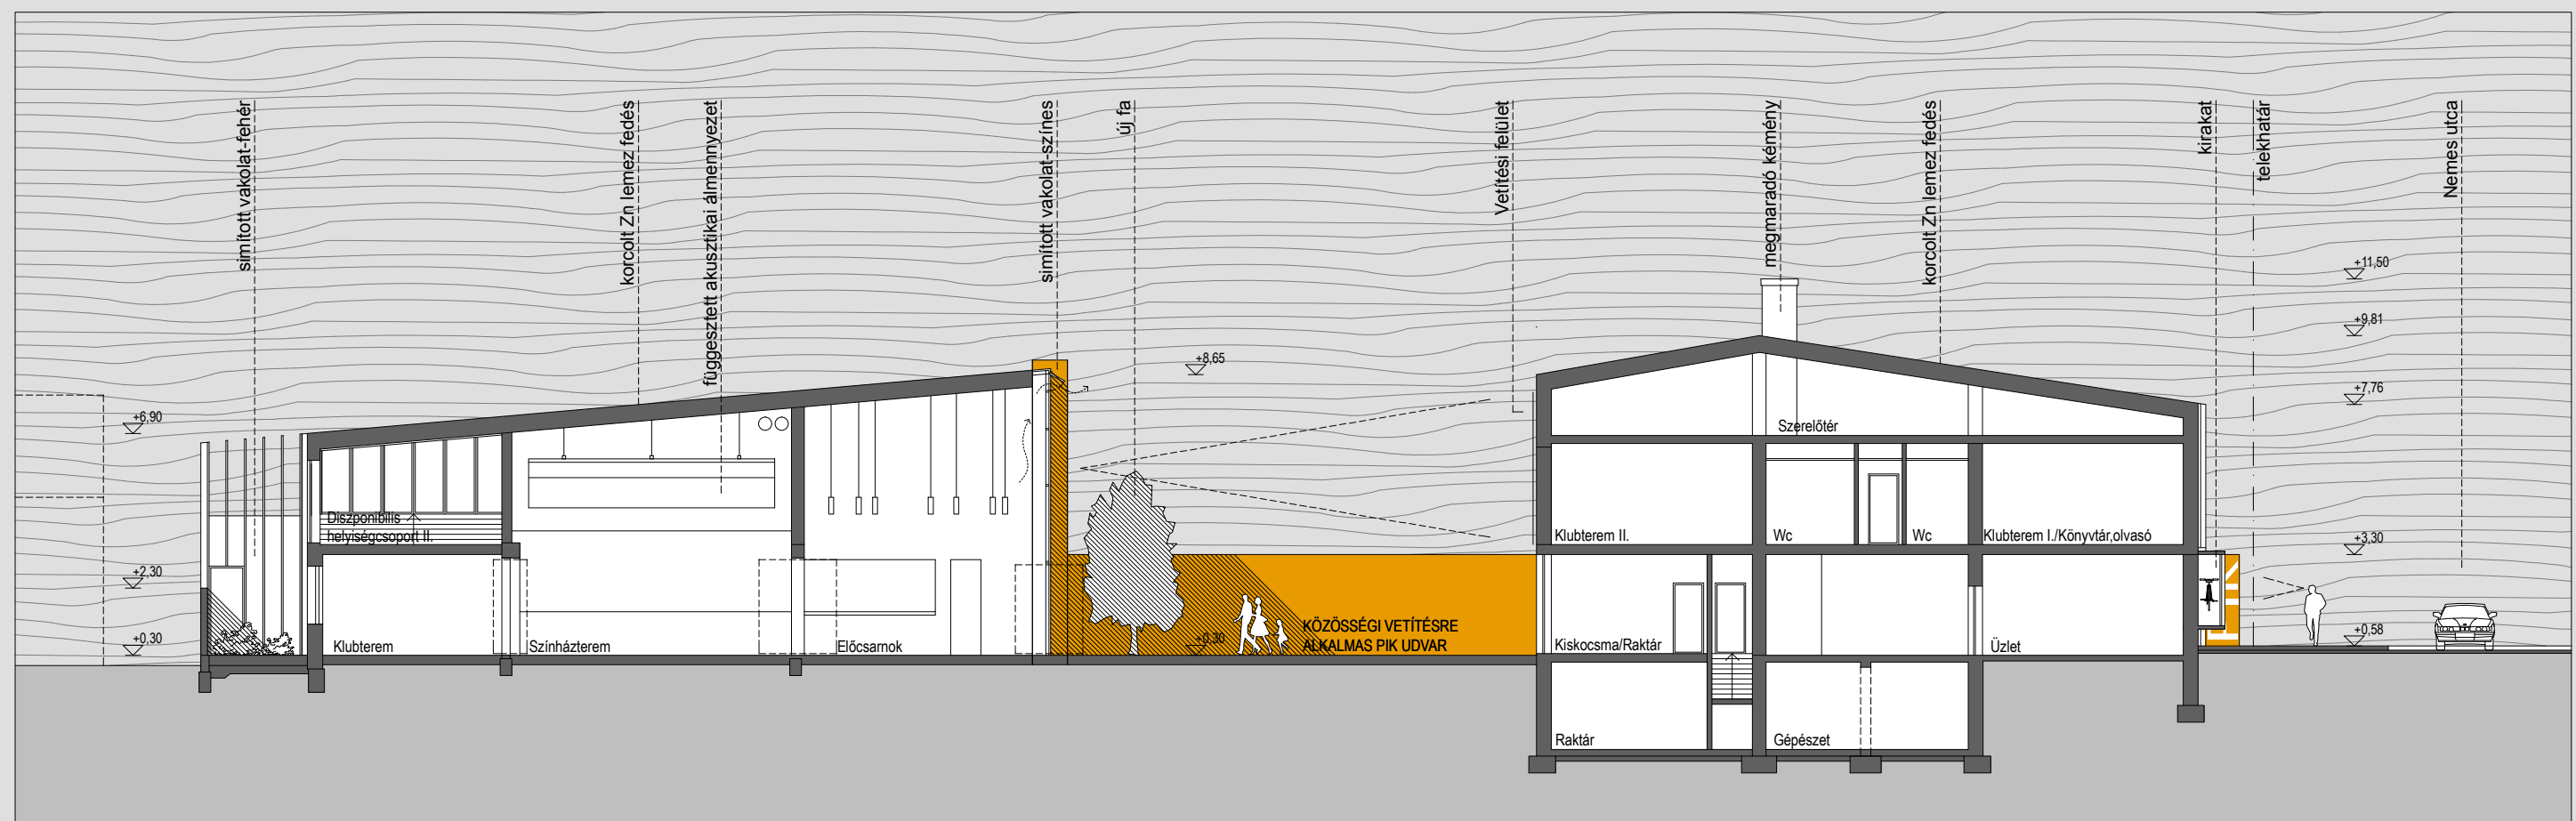 simított vakolat-fehér
korcolt Zn lemez fedés
függesztett akusztikai álmennyezet
simított vakolat-színes
új fa
Vetítési felület
megmaradó kémény
korcolt Zn lemez fedés
kirakat
telekhatár
Nemes utca
+11,50
+9,81
+8,65
+7,76
+6,90
Szerelőtér
Diszponibilis
helyiségcsoport II.
Klubterem II.
Wc
Wc
Klubterem I./Könyvtár,olvasó
+3,30
+2,30
KÖZÖSSÉGI VETÍTÉSRE
ALKALMAS PIK UDVAR
+0,30
+0,30
+0,58
Klubterem
Színházterem
Előcsarnok
Kiskocsma/Raktár
Üzlet
Raktár
Gépészet